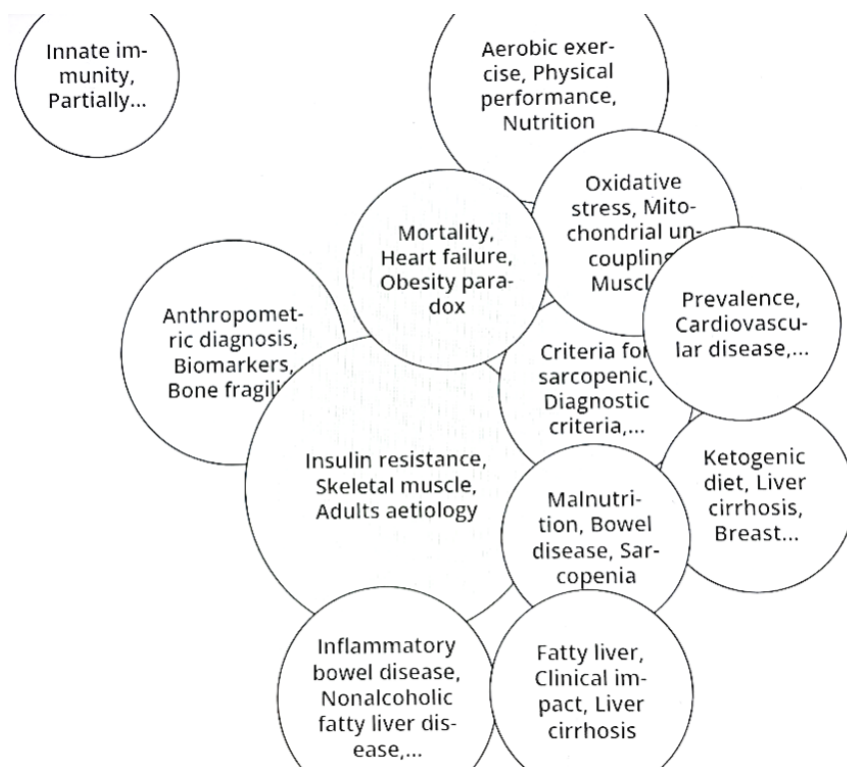 Innate im-
munity,
Partially...
Aerobic exer-
cise, Physical
performance,
Nutrition
Oxidative
stress, Mito-
chondrial un-
coupling
Mortality,
Heart failure,
Obesity para-
dox
Prevalence,
Cardiovascu-
lar disease,...
Anthropomet-
ric diagnosis,
Biomarkers,
Bone
Criteria for
sarcopenic,
Diagnostic
criteria,...
Insulin resistance,
Skeletal muscle,
Adults aetiology
Ketogenic
diet, Liver
cirrhosis,
Breast...
Malnutri-
tion, Bowel
disease, Sar-
copenia
Inflammatory
bowel disease,
Nonalcoholic
fatty liver dis-
ease,...
Fatty liver,
Clinical im-
pact, Liver
cirrhosis